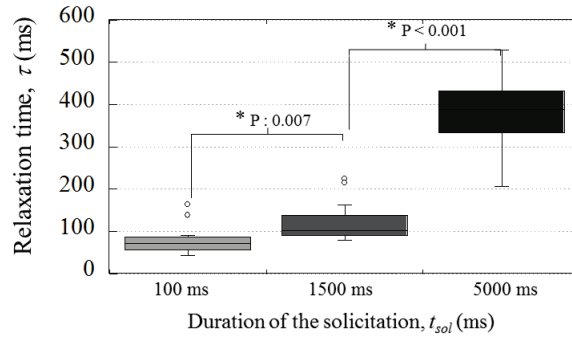 600
500
400
300
200
100
0
Relaxation time, τ (ms)
* P < 0.001
* P : 0.007
100 ms 1500 ms 5000 ms
Duration of the solicitation, tsol (ms)